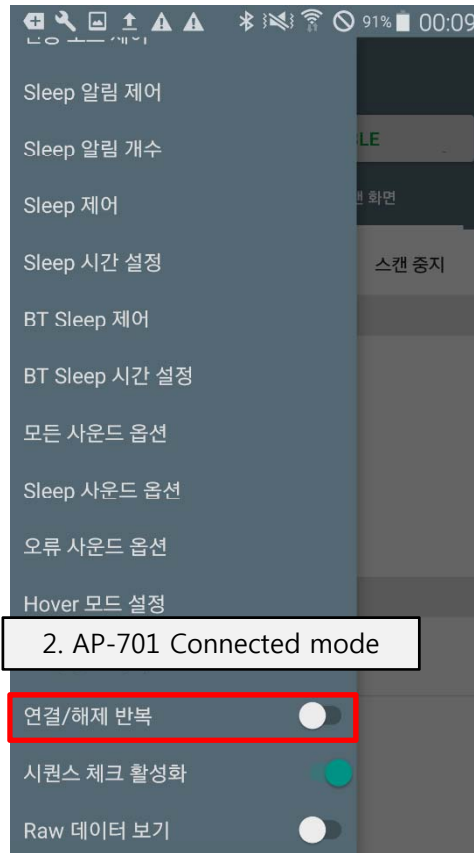 91% 00:09
Sleep 알림 제어
Sleep 알림 개수
LE
Sleep 제어
화면
Sleep 시간 설정
스캔 중지
BT Sleep 제어
BT Sleep 시간 설정
모든 사운드 옵션
Sleep 사운드 옵션
오류 사운드 옵션
Hover 모드 설정
2. AP-701 Connected mode
연결/해제 반복
시퀀스 체크 활성화
Raw 데이터 보기